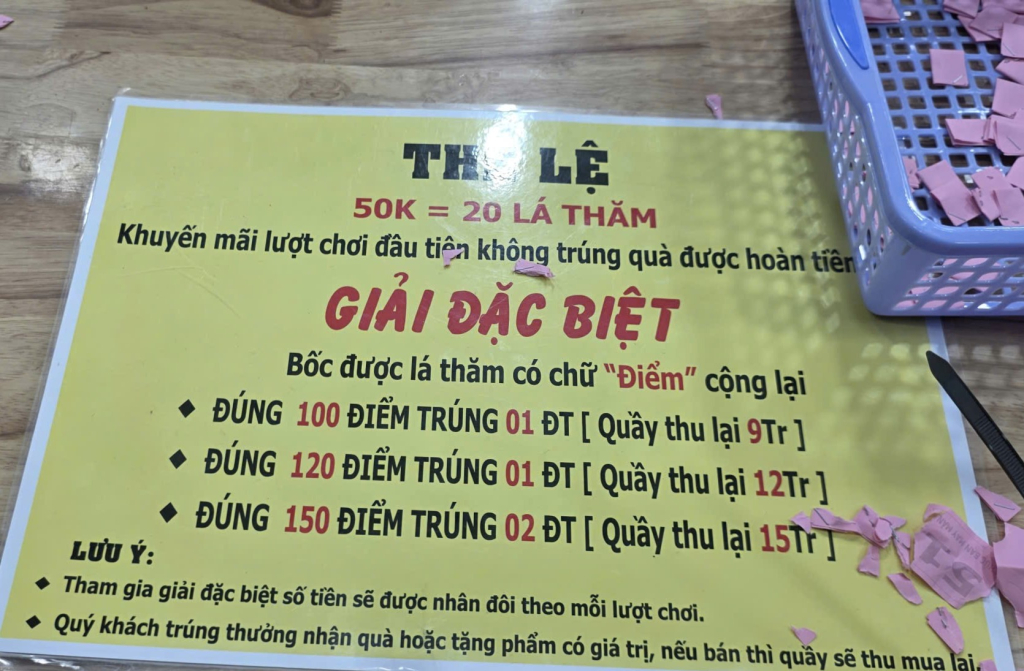 LỆ
50K = 20 LÁ THĂM
Khuyến mãi lượt chơi đầu tiên không trúng quà được hoàn tiền
GIẢI ĐẶC BIỆT
Bốc được lá thăm có chữ “Điểm” cộng lại
◆ ĐÚNG 100 ĐIỂM TRÚNG 01 ĐT [ Quầy thu lại 9Tr ]
◆ ĐÚNG 120 ĐIỂM TRÚNG 01 ĐT [ Quầy thu lại 12Tr ]
◆ ĐÚNG 150 ĐIỂM TRÚNG 02 ĐT [ Quầy thu lại 15Tr ]
LƯU Ý:
◆ Tham gia giải đặc biệt số tiền sẽ được nhân đôi theo mỗi lượt chơi.
◆ Quý khách trúng thưởng nhận quà hoặc tặng phẩm có giá trị, nếu bán thì quầy sẽ thu mua lại.